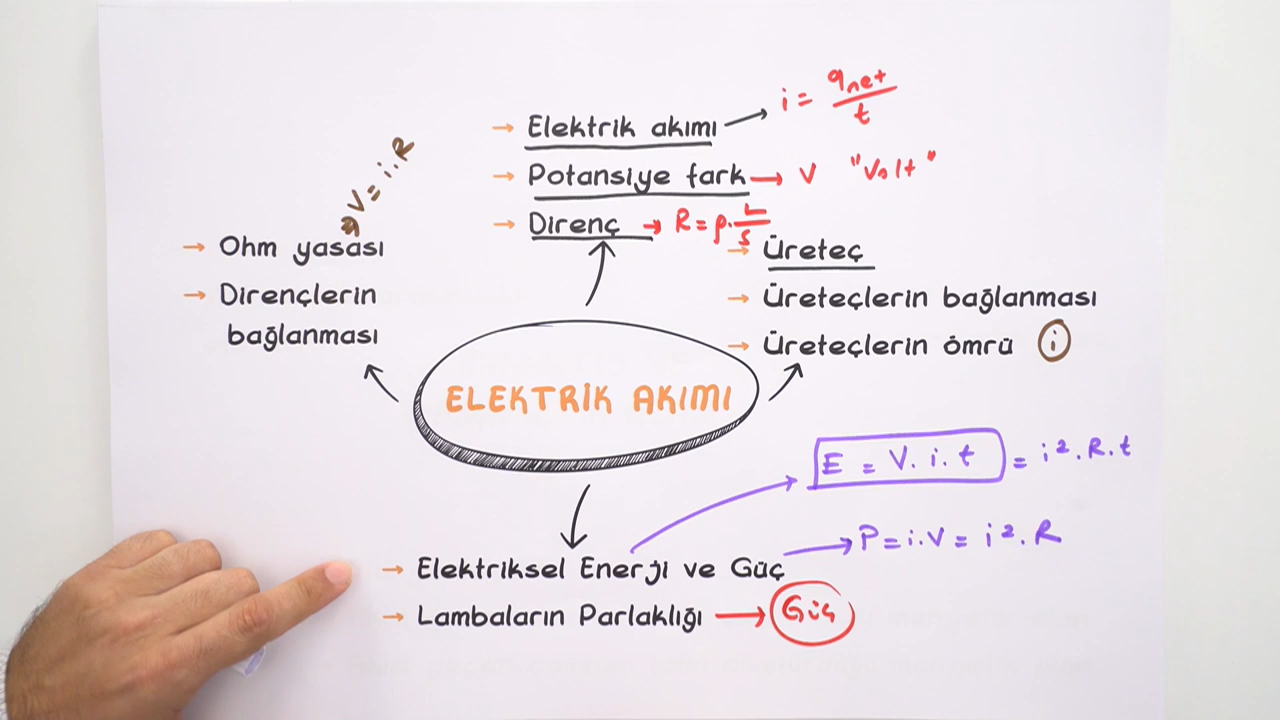 → Elektrik akımı → i = qnet/t
→ Potansiye fark → V "Volt"
→ Direnç → R = ρ. L/S
V = i.R
→ Ohm yasası
→ Dirençlerin
bağlanması
→ Üreteç
→ Üreteçlerin bağlanması
→ Üreteçlerin ömrü i
ELEKTRİK AKIMI
E = V. i. t = i². R. t
→ Elektriksel Enerji ve Güç → P = i.V = i². R
→ Lambaların Parlaklığı → Güç